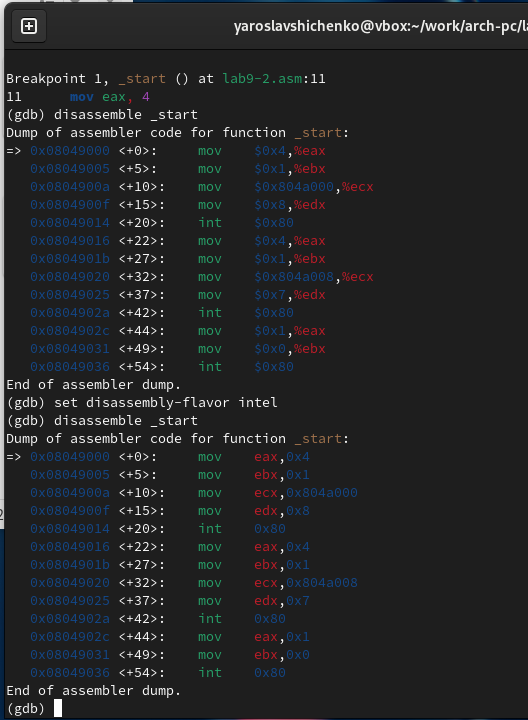 yaroslavshichenko@vbox:~/work/arch-pc/l
Breakpoint 1, _start () at lab9-2.asm:11
11 mov eax, 4
(gdb) disassemble _start
Dump of assembler code for function _start:
=> 0x08049000 <+0>: mov $0x4,%eax
0x08049005 <+5>: mov $0x1,%ebx
0x0804900a <+10>: mov $0x804a000,%ecx
0x0804900f <+15>: mov $0x8,%edx
0x08049014 <+20>: int $0x80
0x08049016 <+22>: mov $0x4,%eax
0x0804901b <+27>: mov $0x1,%ebx
0x08049020 <+32>: mov $0x804a008,%ecx
0x08049025 <+37>: mov $0x7,%edx
0x0804902a <+42>: int $0x80
0x0804902c <+44>: mov $0x1,%eax
0x08049031 <+49>: mov $0x0,%ebx
0x08049036 <+54>: int $0x80
End of assembler dump.
(gdb) set disassembly-flavor intel
(gdb) disassemble _start
Dump of assembler code for function _start:
=> 0x08049000 <+0>: mov eax,0x4
0x08049005 <+5>: mov ebx,0x1
0x0804900a <+10>: mov ecx,0x804a000
0x0804900f <+15>: mov edx,0x8
0x08049014 <+20>: int 0x80
0x08049016 <+22>: mov eax,0x4
0x0804901b <+27>: mov ebx,0x1
0x08049020 <+32>: mov ecx,0x804a008
0x08049025 <+37>: mov edx,0x7
0x0804902a <+42>: int 0x80
0x0804902c <+44>: mov eax,0x1
0x08049031 <+49>: mov ebx,0x0
0x08049036 <+54>: int 0x80
End of assembler dump.
(gdb)